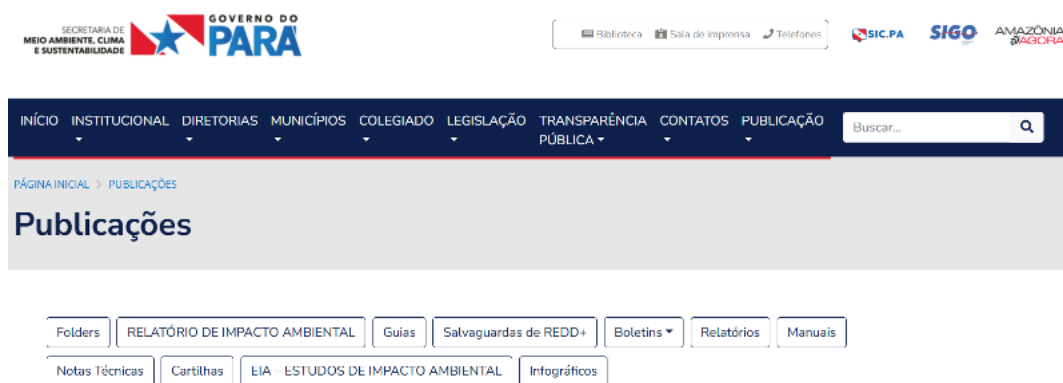 SECRETARIA DE
MEIO AMBIENTE, CLIMA
E SUSTENTABILIDADE
GOVERNO DO
PARÁ
Biblioteca Sala de imprensa Telefones
SIC.PA
SIGO
AMAZÔNIA
AGORA
INÍCIO INSTITUCIONAL DIRETORIAS MUNICÍPIOS COLEGIADO LEGISLAÇÃO TRANSPARÊNCIA PÚBLICA CONTATOS PUBLICAÇÃO
Buscar...
PÁGINA INICIAL > PUBLICAÇÕES
Publicações
Folders RELATÓRIO DE IMPACTO AMBIENTAL Guias Salvaguardas de REDD+ Boletins Relatórios Manuais
Notas Técnicas Cartilhas EIA – ESTUDOS DE IMPACTO AMBIENTAL Infográficos